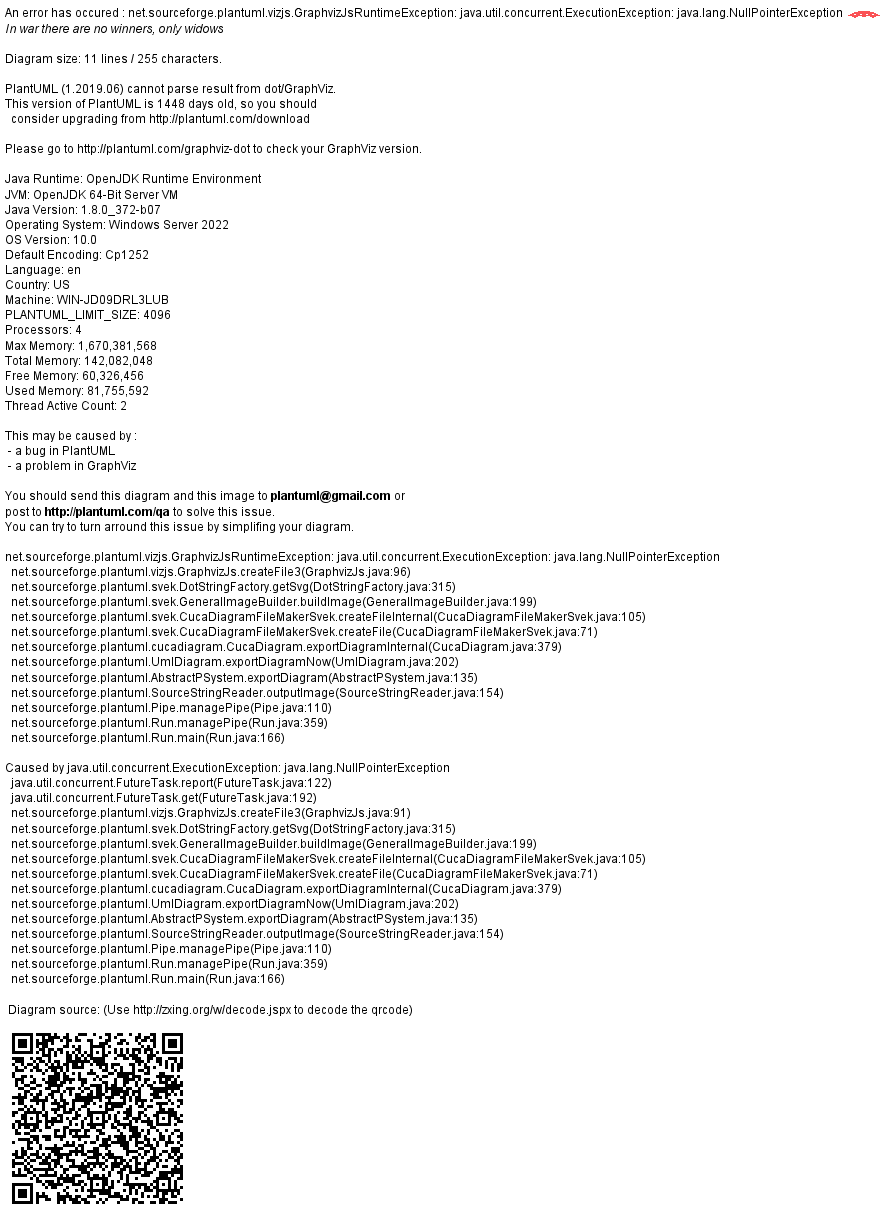 An error has occured : net.sourceforge.plantuml.vizjs.GraphvizJsRuntimeException: java.util.concurrent.ExecutionException: java.lang.NullPointerException
In war there are no winners, only widows
Diagram size: 11 lines / 255 characters.
PlantUML (1.2019.06) cannot parse result from dot/GraphViz.
This version of PlantUML is 1448 days old, so you should
consider upgrading from http://plantuml.com/download
Please go to http://plantuml.com/graphviz-dot to check your GraphViz version.
Java Runtime: OpenJDK Runtime Environment
JVM: OpenJDK 64-Bit Server VM
Java Version: 1.8.0_372-b07
Operating System: Windows Server 2022
OS Version: 10.0
Default Encoding: Cp1252
Language: en
Country: US
Machine: WIN-JD09DRL3LUB
PLANTUML_LIMIT_SIZE: 4096
Processors: 4
Max Memory: 1,670,381,568
Total Memory: 142,082,048
Free Memory: 60,326,456
Used Memory: 81,755,592
Thread Active Count: 2
This may be caused by :
- a bug in PlantUML
- a problem in GraphViz
You should send this diagram and this image to plantuml@gmail.com or
post to http://plantuml.com/qa to solve this issue.
You can try to turn arround this issue by simplifing your diagram.
net.sourceforge.plantuml.vizjs.GraphvizJsRuntimeException: java.util.concurrent.ExecutionException: java.lang.NullPointerException
net.sourceforge.plantuml.vizjs.GraphvizJs.createFile3(GraphvizJs.java:96)
net.sourceforge.plantuml.svek.DotStringFactory.getSvg(DotStringFactory.java:315)
net.sourceforge.plantuml.svek.GeneralImageBuilder.buildImage(GeneralImageBuilder.java:199)
net.sourceforge.plantuml.svek.CucaDiagramFileMakerSvek.createFileInternal(CucaDiagramFileMakerSvek.java:105)
net.sourceforge.plantuml.svek.CucaDiagramFileMakerSvek.createFile(CucaDiagramFileMakerSvek.java:71)
net.sourceforge.plantuml.cucadiagram.CucaDiagram.exportDiagramInternal(CucaDiagram.java:379)
net.sourceforge.plantuml.UmlDiagram.exportDiagramNow(UmlDiagram.java:202)
net.sourceforge.plantuml.AbstractPSystem.exportDiagram(AbstractPSystem.java:135)
net.sourceforge.plantuml.SourceStringReader.outputImage(SourceStringReader.java:154)
net.sourceforge.plantuml.Pipe.managePipe(Pipe.java:110)
net.sourceforge.plantuml.Run.managePipe(Run.java:359)
net.sourceforge.plantuml.Run.main(Run.java:166)
Caused by java.util.concurrent.ExecutionException: java.lang.NullPointerException
java.util.concurrent.FutureTask.report(FutureTask.java:122)
java.util.concurrent.FutureTask.get(FutureTask.java:192)
net.sourceforge.plantuml.vizjs.GraphvizJs.createFile3(GraphvizJs.java:91)
net.sourceforge.plantuml.svek.DotStringFactory.getSvg(DotStringFactory.java:315)
net.sourceforge.plantuml.svek.GeneralImageBuilder.buildImage(GeneralImageBuilder.java:199)
net.sourceforge.plantuml.svek.CucaDiagramFileMakerSvek.createFileInternal(CucaDiagramFileMakerSvek.java:105)
net.sourceforge.plantuml.svek.CucaDiagramFileMakerSvek.createFile(CucaDiagramFileMakerSvek.java:71)
net.sourceforge.plantuml.cucadiagram.CucaDiagram.exportDiagramInternal(CucaDiagram.java:379)
net.sourceforge.plantuml.UmlDiagram.exportDiagramNow(UmlDiagram.java:202)
net.sourceforge.plantuml.AbstractPSystem.exportDiagram(AbstractPSystem.java:135)
net.sourceforge.plantuml.SourceStringReader.outputImage(SourceStringReader.java:154)
net.sourceforge.plantuml.Pipe.managePipe(Pipe.java:110)
net.sourceforge.plantuml.Run.managePipe(Run.java:359)
net.sourceforge.plantuml.Run.main(Run.java:166)
Diagram source: (Use http://zxing.org/w/decode.jspx to decode the qrcode)